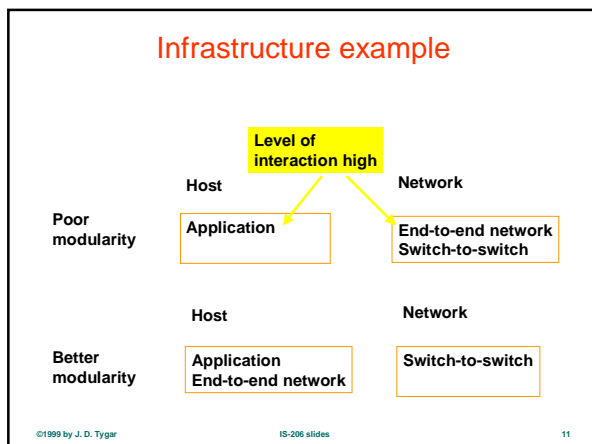 Infrastructure example
Level of
interaction high
Host
Network
Poor
modularity
Application
End-to-end network
Switch-to-switch
Host
Network
Better
modularity
Application
End-to-end network
Switch-to-switch
©1999 by J. D. Tygar
IS-206 slides
11